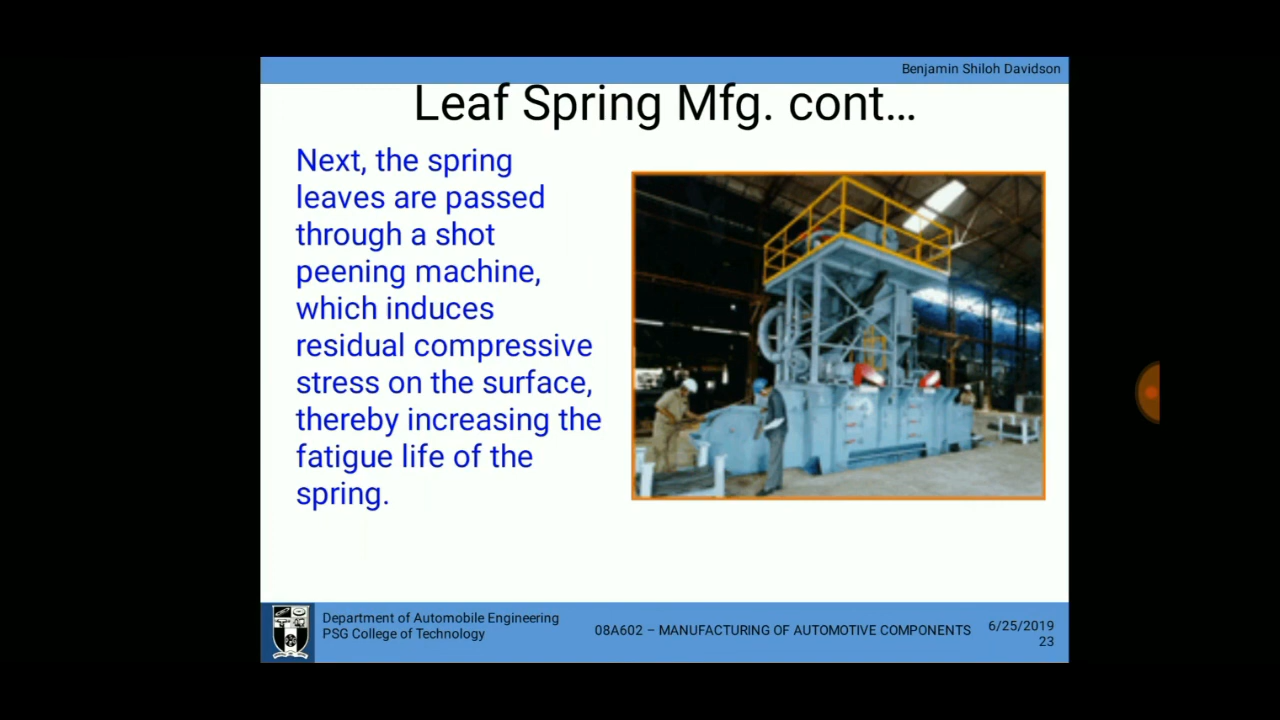 Benjamin Shiloh Davidson
Leaf Spring Mfg. cont…
Next, the spring
leaves are passed
through a shot
peening machine,
which induces
residual compressive
stress on the surface,
thereby increasing the
fatigue life of the
spring.
Department of Automobile Engineering
PSG College of Technology
08A602 – MANUFACTURING OF AUTOMOTIVE COMPONENTS
6/25/2019
23